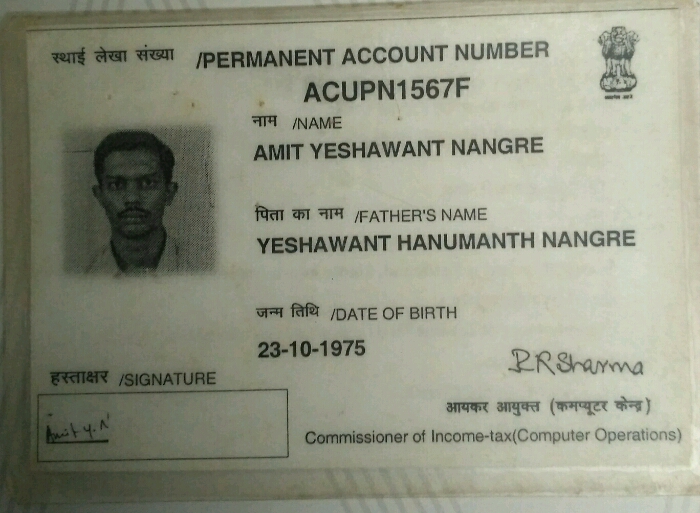 स्थाई लेखा संख्या /PERMANENT ACCOUNT NUMBER
ACUPN1567F
नाम /NAME
AMIT YESHAWANT NANGRE
पिता का नाम /FATHER'S NAME
YESHAWANT HANUMANTH NANGRE
जन्म तिथि /DATE OF BIRTH
23-10-1975
हस्ताक्षर /SIGNATURE
Amit Y. N
R R Sharma
आयकर आयुक्त (कमप्यूटर केन्द्र)
Commissioner of Income-tax(Computer Operations)